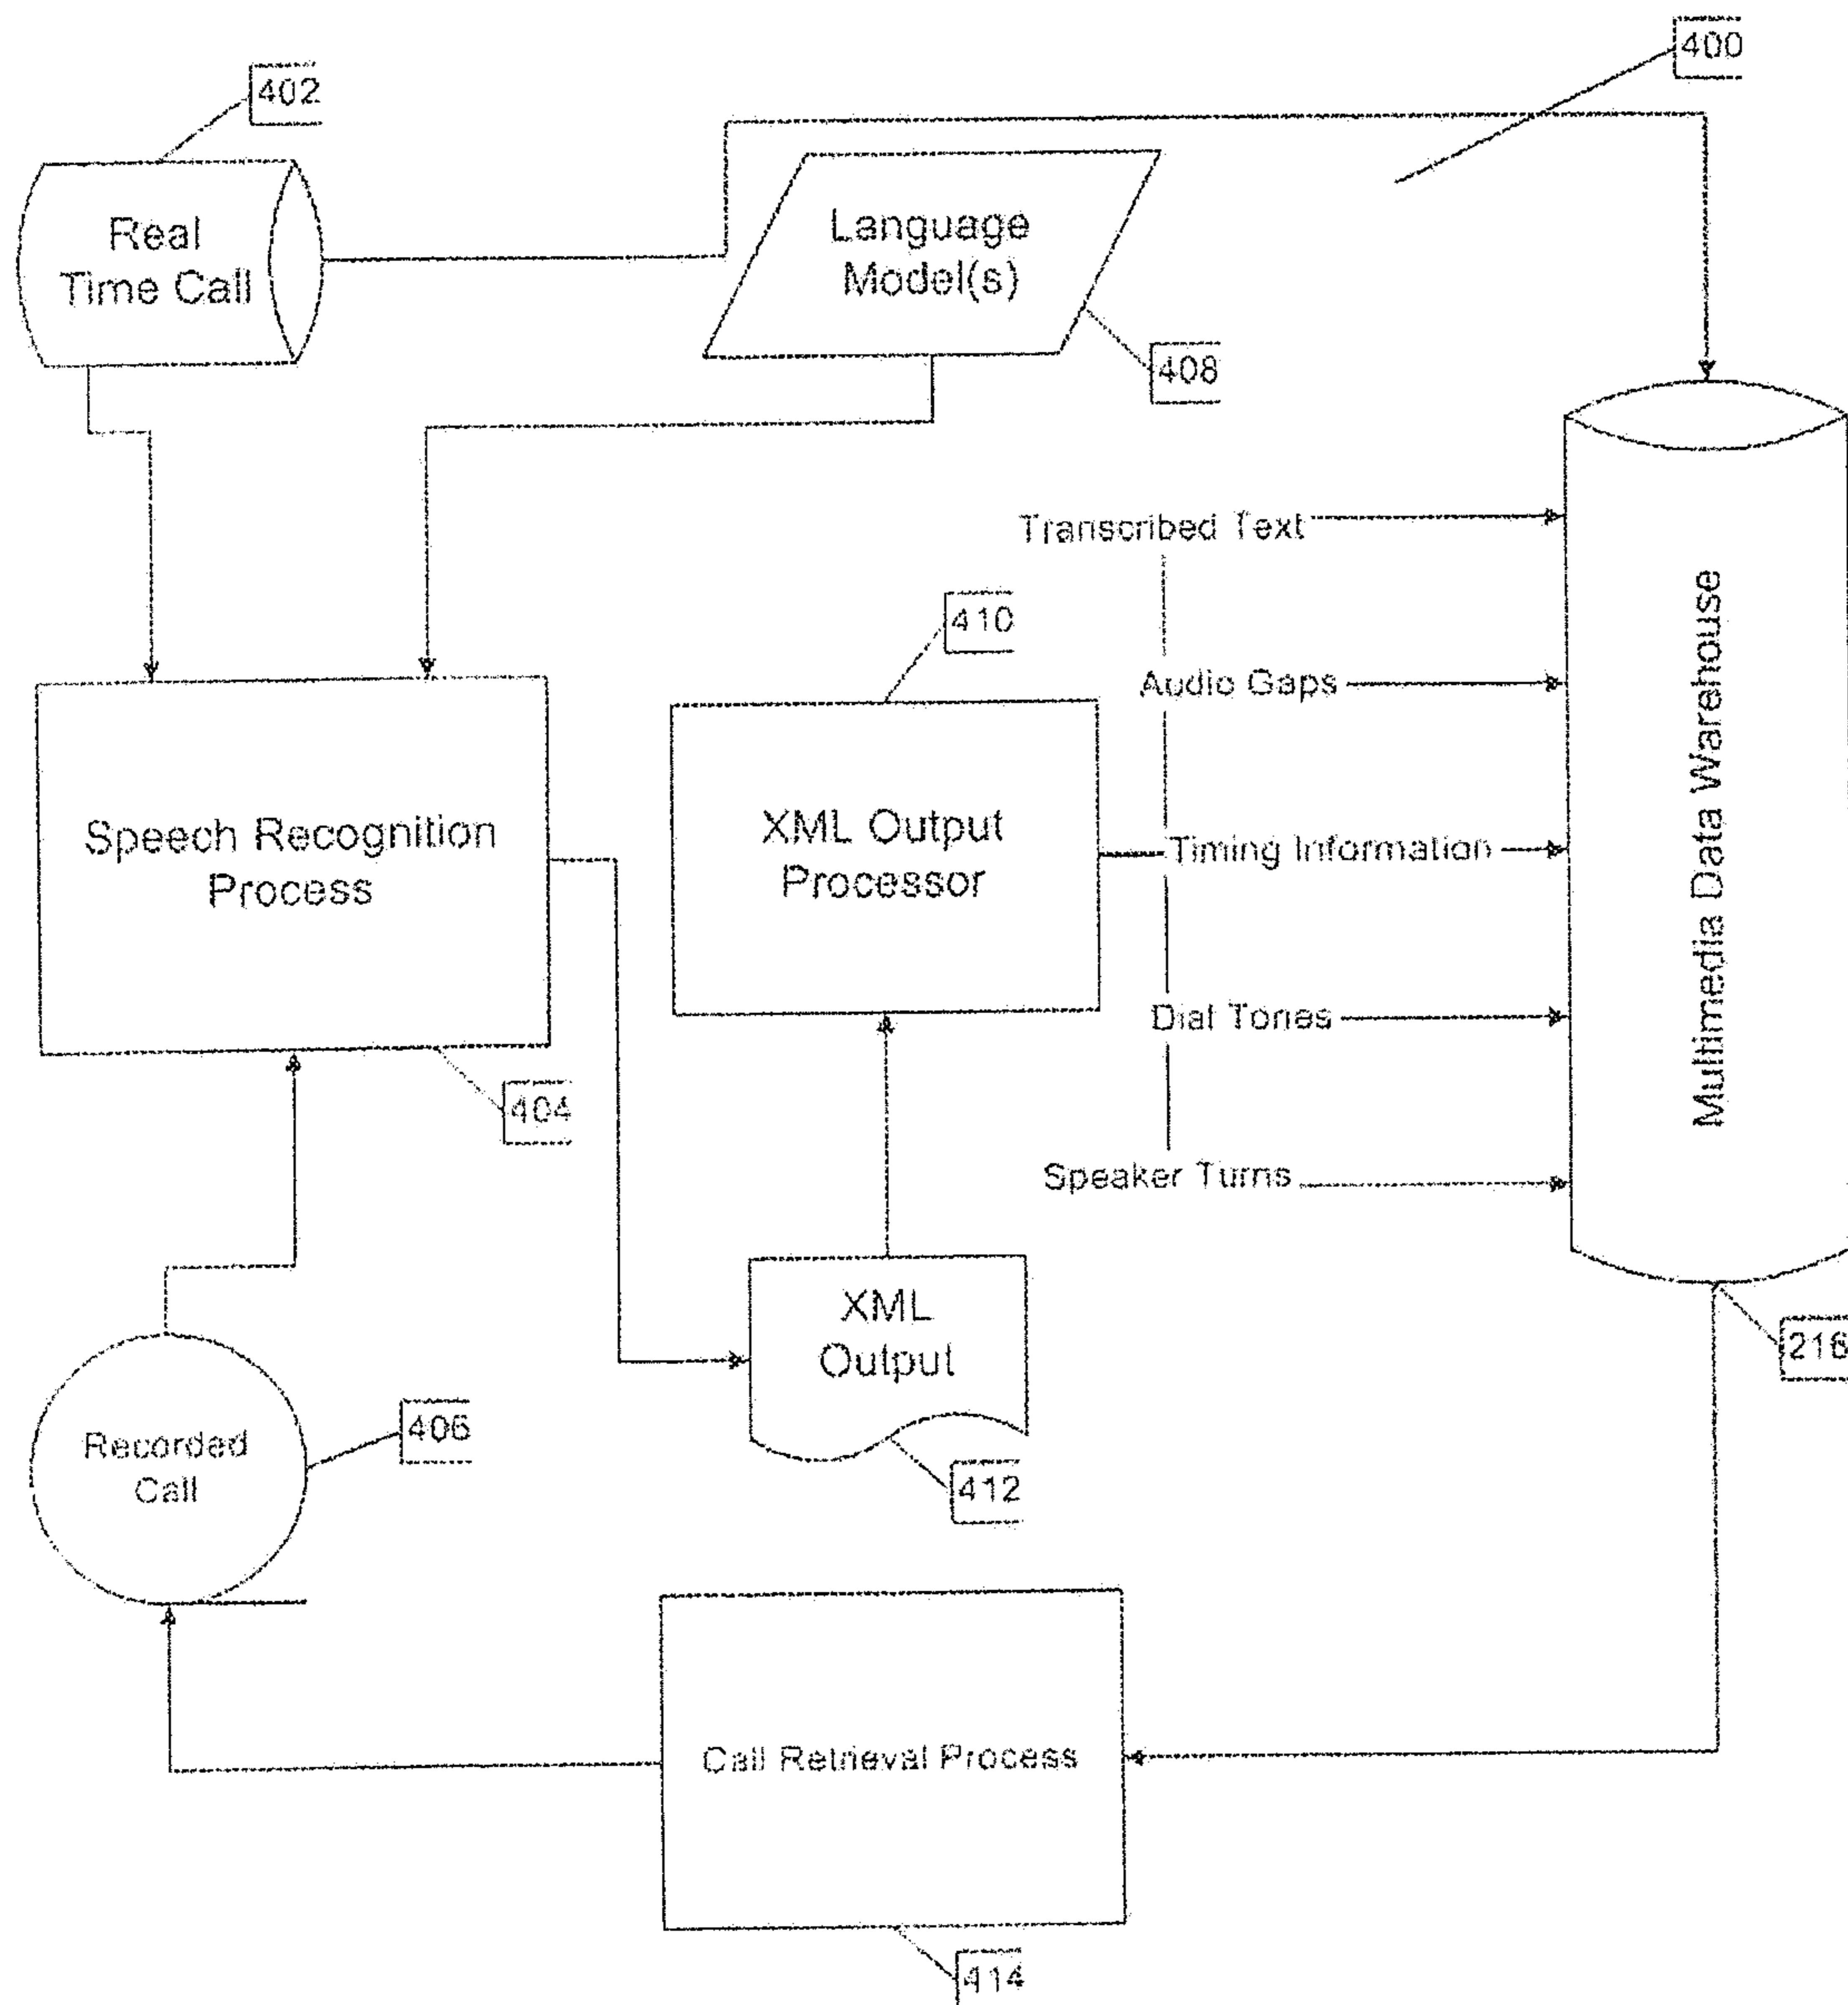 400
402
Real
Time Call
Language
Model(s)
408
Transcribed Text
410
Audio Gaps
Multimedia Data Warehouse
Speech Recognition
Process
XML Output
Processor
Timing Information
Dial Tones
404
Speaker Turns
XML
Output
216
406
Recorded
Call
412
Call Retrieval Process
414